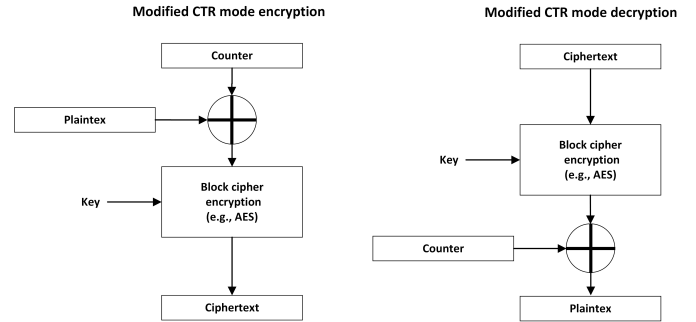 Modified CTR mode encryption
Counter
Plaintex
Key
Block cipher
encryption
(e.g., AES)
Ciphertext
Modified CTR mode decryption
Ciphertext
Key
Block cipher
encryption
(e.g., AES)
Counter
Plaintex